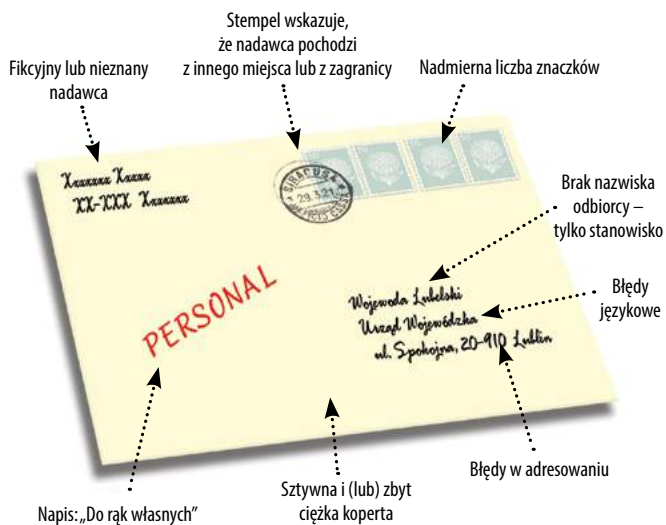 Stempel wskazuje,
że nadawca pochodzi
z innego miejsca lub z zagranicy
Fikcyjny lub nieznany
nadawca
Nadmierna liczba znaczków
Xxxxxxx Xxxxx
XX-XXX Xxxxxxx
SIRACUSA
29.3.21
Brak nazwiska
odbiorcy –
tylko stanowisko
PERSONAL
Wojewoda Lubelski
Urząd Wojewódzka
ul. Spokojna, 20-910 Lublin
Błędy
językowe
Błędy w adresowaniu
Sztywna i (lub) zbyt
ciężka koperta
Napis: „Do rąk własnych”